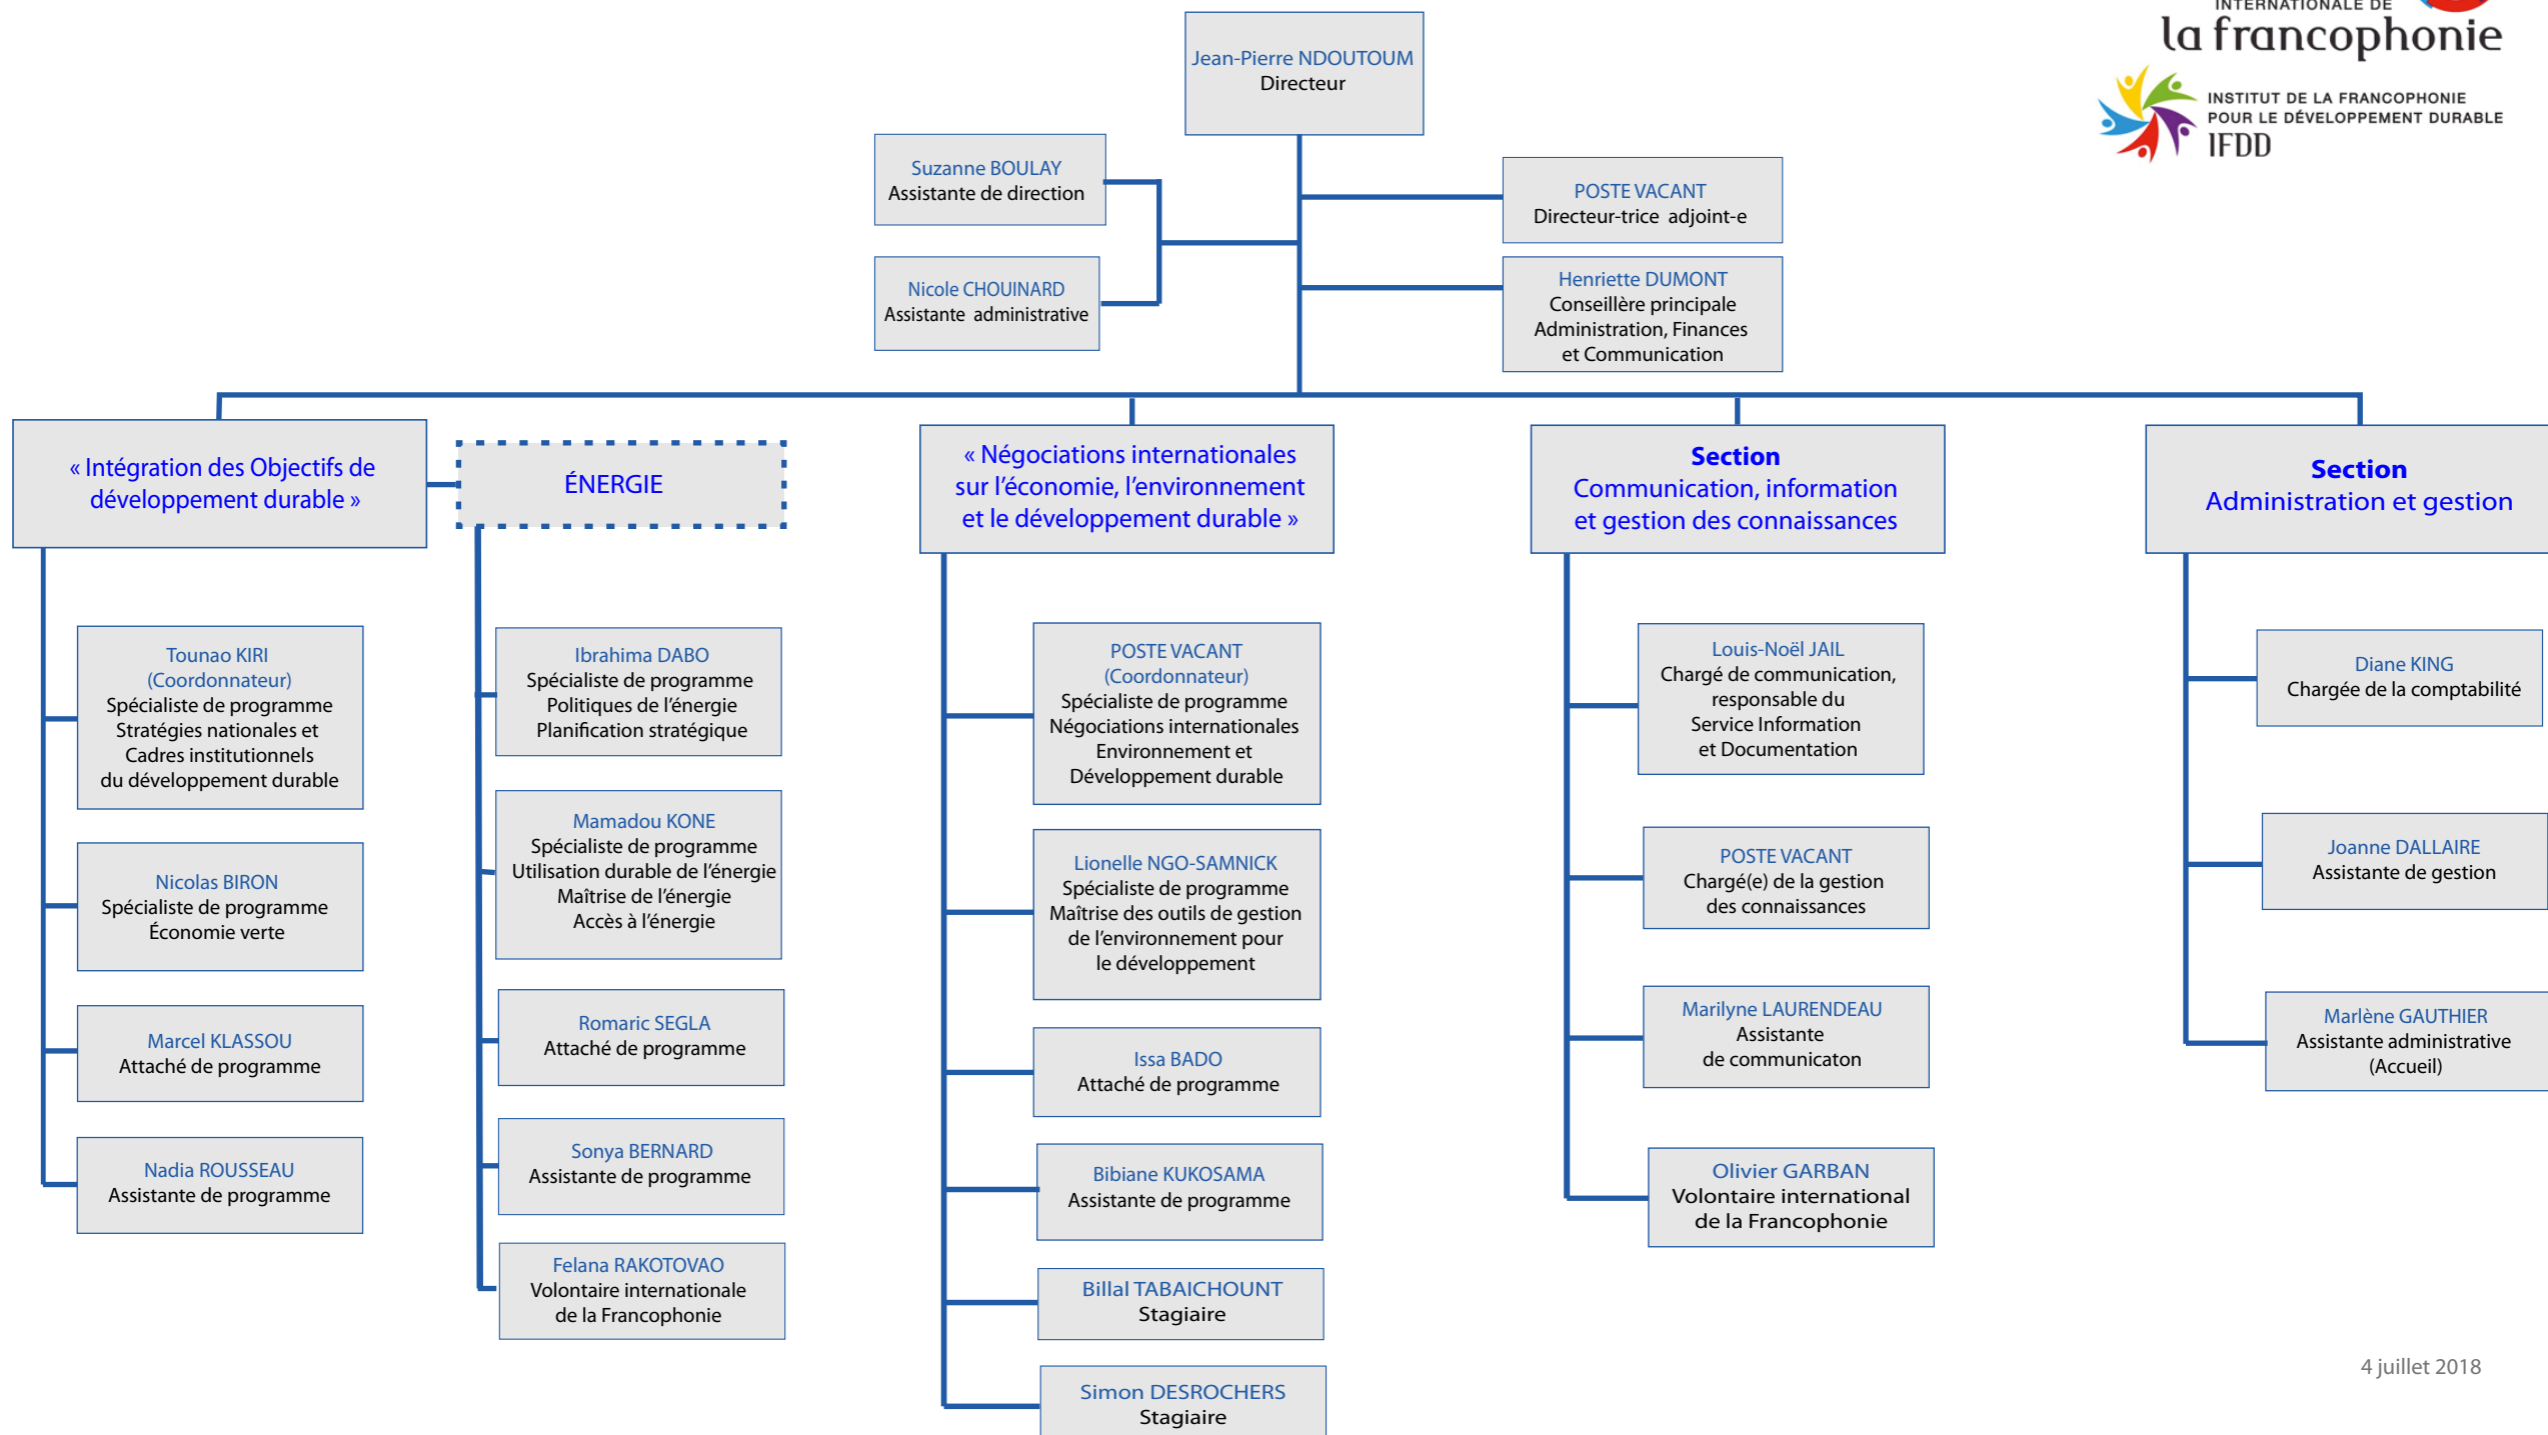 INTERNATIONALE DE
la francophonie
INSTITUT DE LA FRANCOPHONIE
POUR LE DÉVELOPPEMENT DURABLE
IFDD
Jean-Pierre NDOUTOUM
Directeur
Suzanne BOULAY
Assistante de direction
Nicole CHOUINARD
Assistante administrative
POSTE VACANT
Directeur-trice adjoint-e
Henriette DUMONT
Conseillère principale
Administration, Finances
et Communication
« Intégration des Objectifs de
développement durable »
Tounao KIRI
(Coordonnateur)
Spécialiste de programme
Stratégies nationales et
Cadres institutionnels
du développement durable
Nicolas BIRON
Spécialiste de programme
Économie verte
Marcel KLASSOU
Attaché de programme
Nadia ROUSSEAU
Assistante de programme
ÉNERGIE
Ibrahima DABO
Spécialiste de programme
Politiques de l’énergie
Planification stratégique
Mamadou KONE
Spécialiste de programme
Utilisation durable de l’énergie
Maîtrise de l’énergie
Accès à l’énergie
Romaric SEGLA
Attaché de programme
Sonya BERNARD
Assistante de programme
Felana RAKOTOVAO
Volontaire internationale
de la Francophonie
« Négociations internationales
sur l’économie, l’environnement
et le développement durable »
POSTE VACANT
(Coordonnateur)
Spécialiste de programme
Négociations internationales
Environnement et
Développement durable
Lionelle NGO-SAMNICK
Spécialiste de programme
Maîtrise des outils de gestion
de l’environnement pour
le développement
Issa BADO
Attaché de programme
Bibiane KUKOSAMA
Assistante de programme
Billal TABAICHOUNT
Stagiaire
Simon DESROCHERS
Stagiaire
Section
Communication, information
et gestion des connaissances
Louis-Noël JAIL
Chargé de communication,
responsable du
Service Information
et Documentation
POSTE VACANT
Chargé(e) de la gestion
des connaissances
Marilyne LAURENDEAU
Assistante
de communicaton
Olivier GARBAN
Volontaire international
de la Francophonie
Section
Administration et gestion
Diane KING
Chargée de la comptabilité
Joanne DALLAIRE
Assistante de gestion
Marlène GAUTHIER
Assistante administrative
(Accueil)
4 juillet 2018